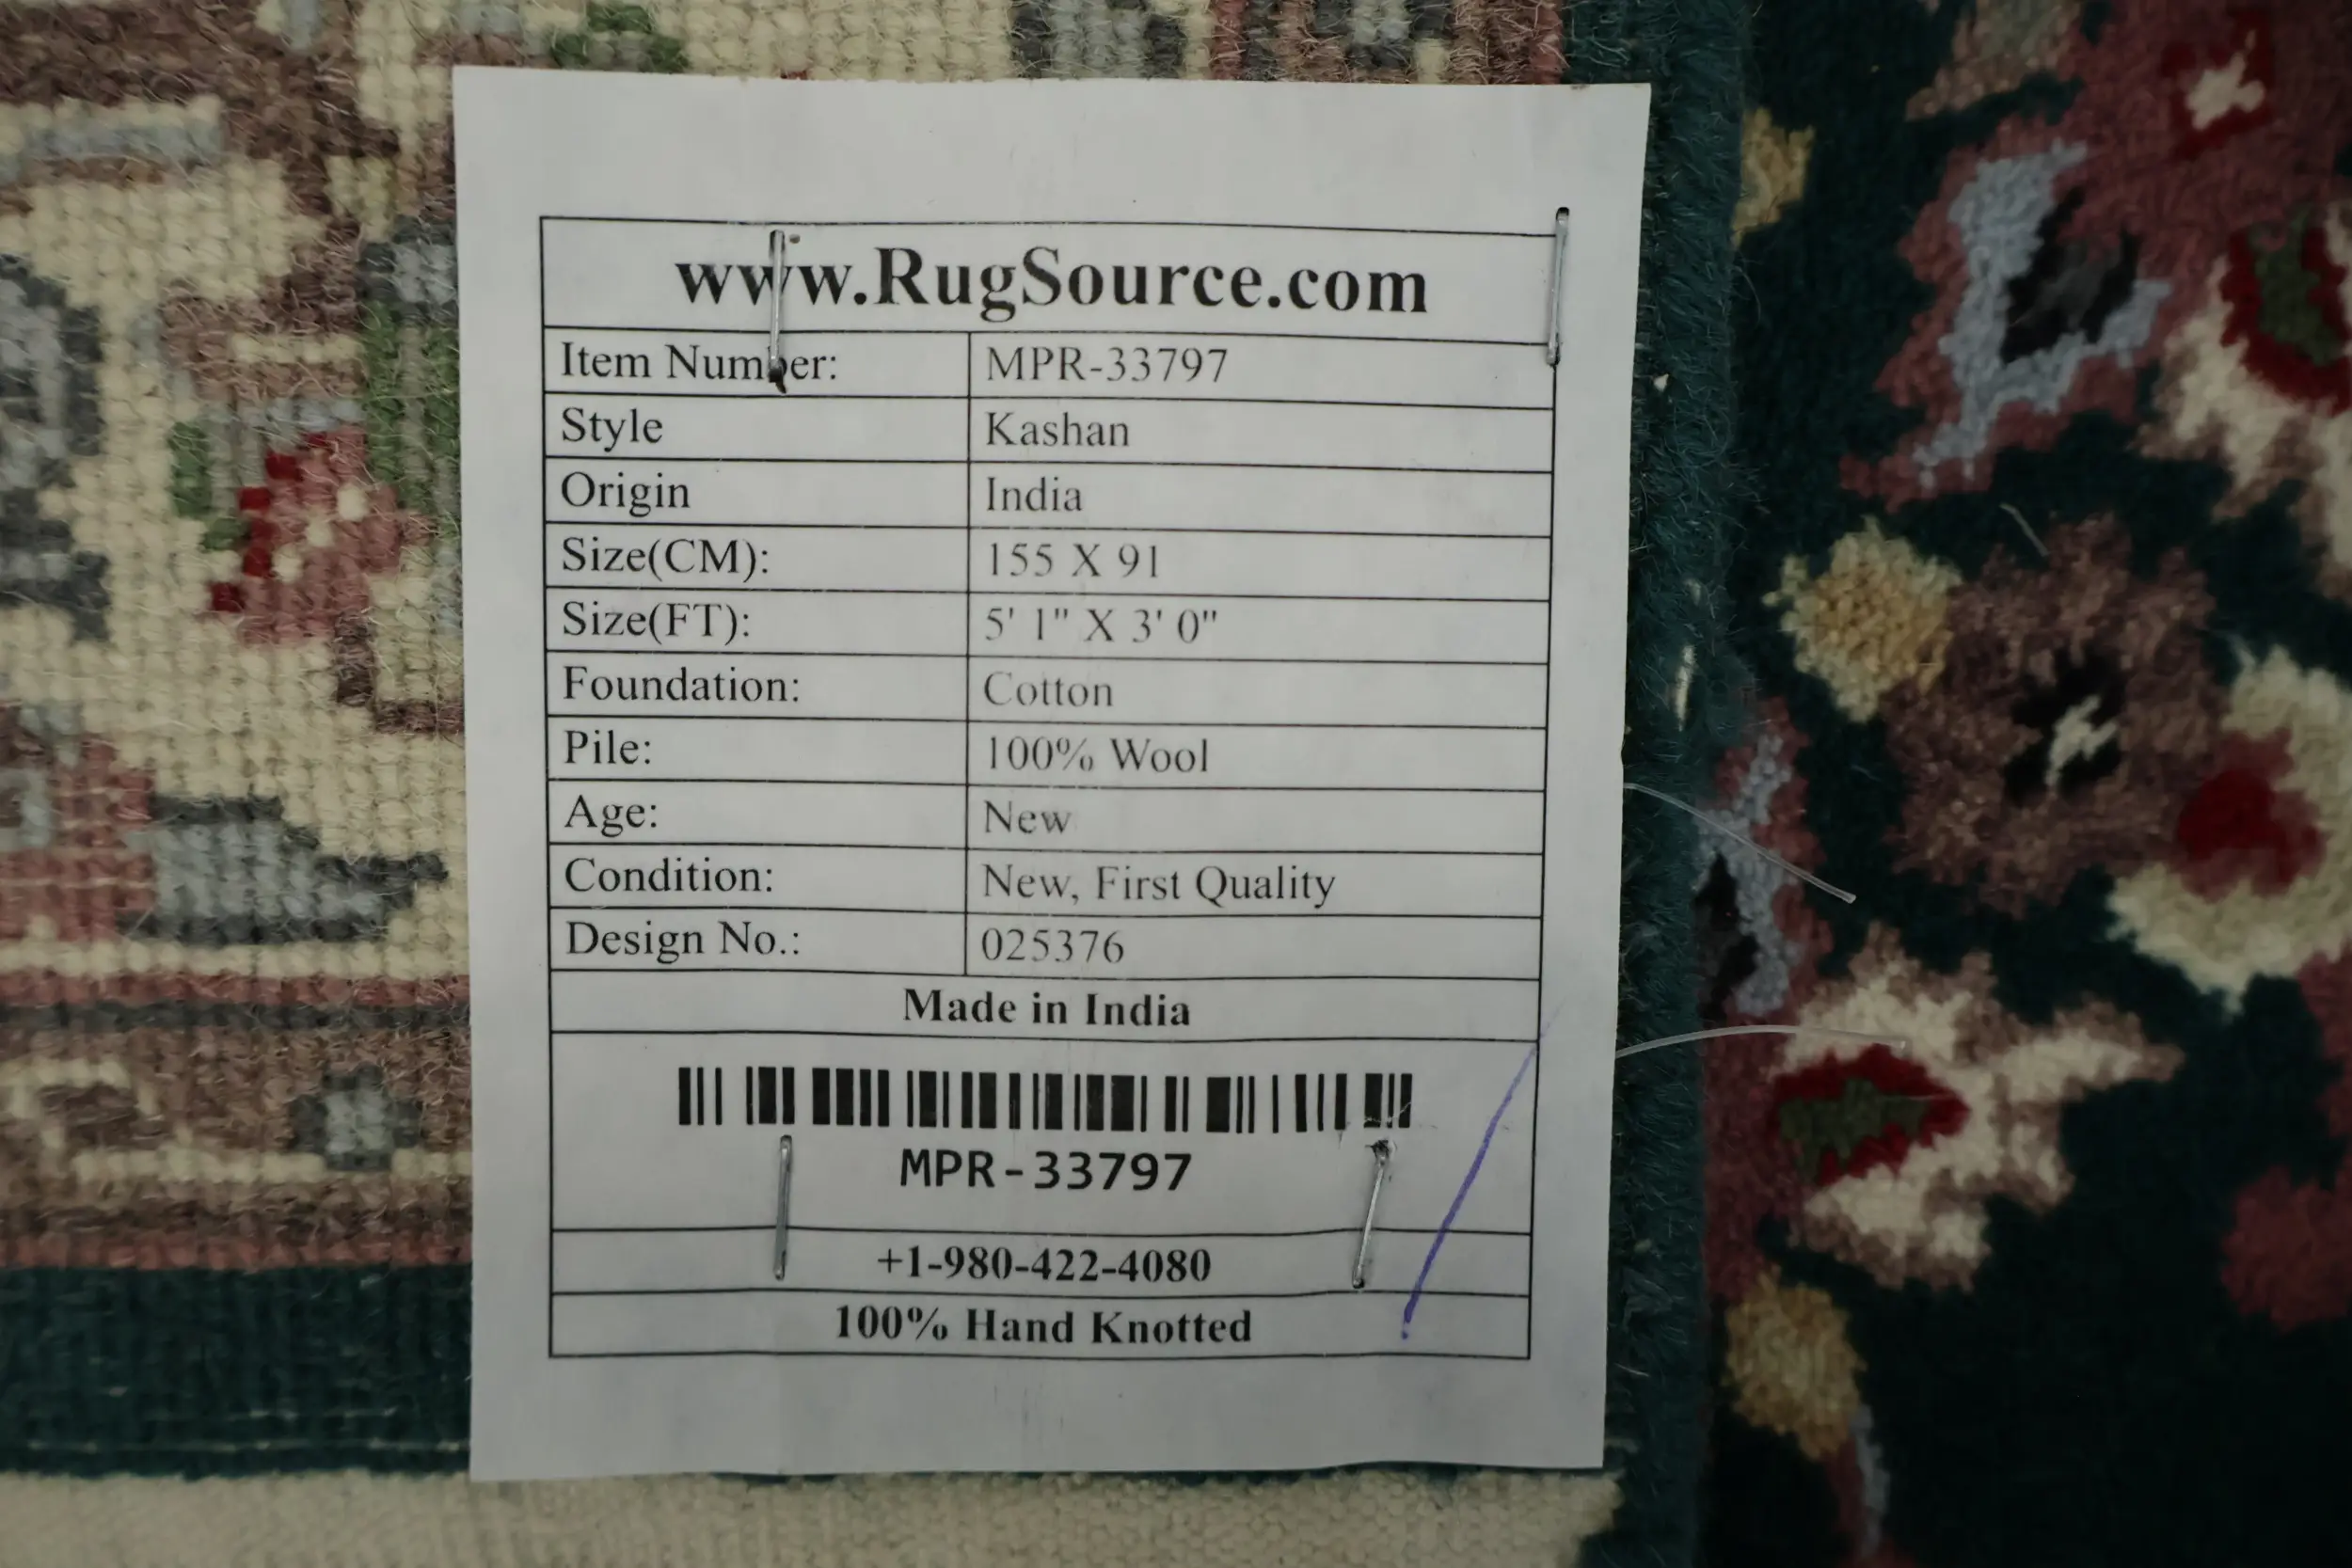 www.RugSource.com
Item Number: MPR-33797
Style Kashan
Origin India
Size(CM): 155 X 91
Size(FT): 5' 1" X 3' 0"
Foundation: Cotton
Pile: 100% Wool
Age: New
Condition: New, First Quality
Design No.: 025376
Made in India
MPR-33797
+1-980-422-4080
100% Hand Knotted